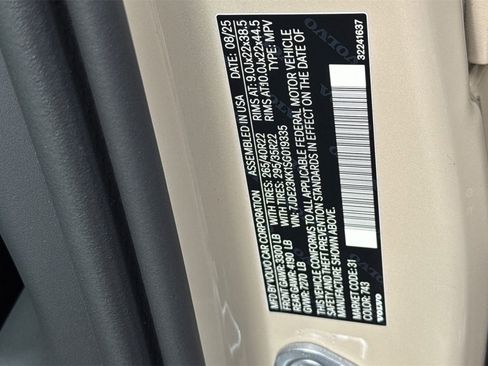 MFD BY VOLVO CAR CORPORATION ASSEMBLED IN USA DATE: 08/25
FRONT GAWR: 3300 LB WITH TIRES: 265/40R22 RIMS AT: 9.0Jx22x38.5
REAR GAWR: 4190 LB WITH TIRES: 295/35R22 RIMS AT: 10.0Jx22x44.5
GVWR: 7270 LB VIN: 7JDE23KK1SG019335 TYPE: MPV
THIS VEHICLE CONFORMS TO ALL APPLICABLE FEDERAL MOTOR VEHICLE
SAFETY AND THEFT PREVENTION STANDARDS IN EFFECT ON THE DATE OF
MANUFACTURE SHOWN ABOVE.
MARKET CODE: 31
COLOR: 743
VOLVO
32241637